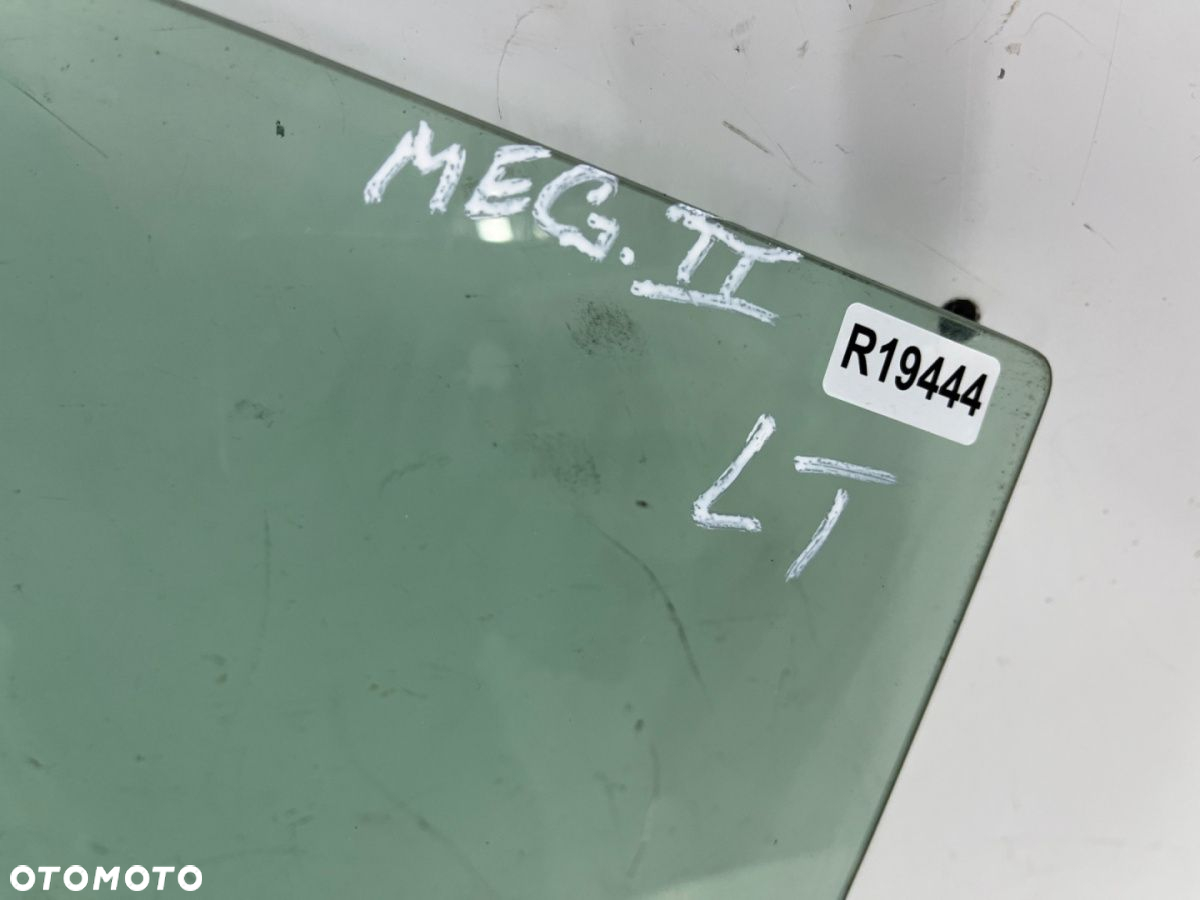 MEG. II
R19444
LT
OTOMOTO